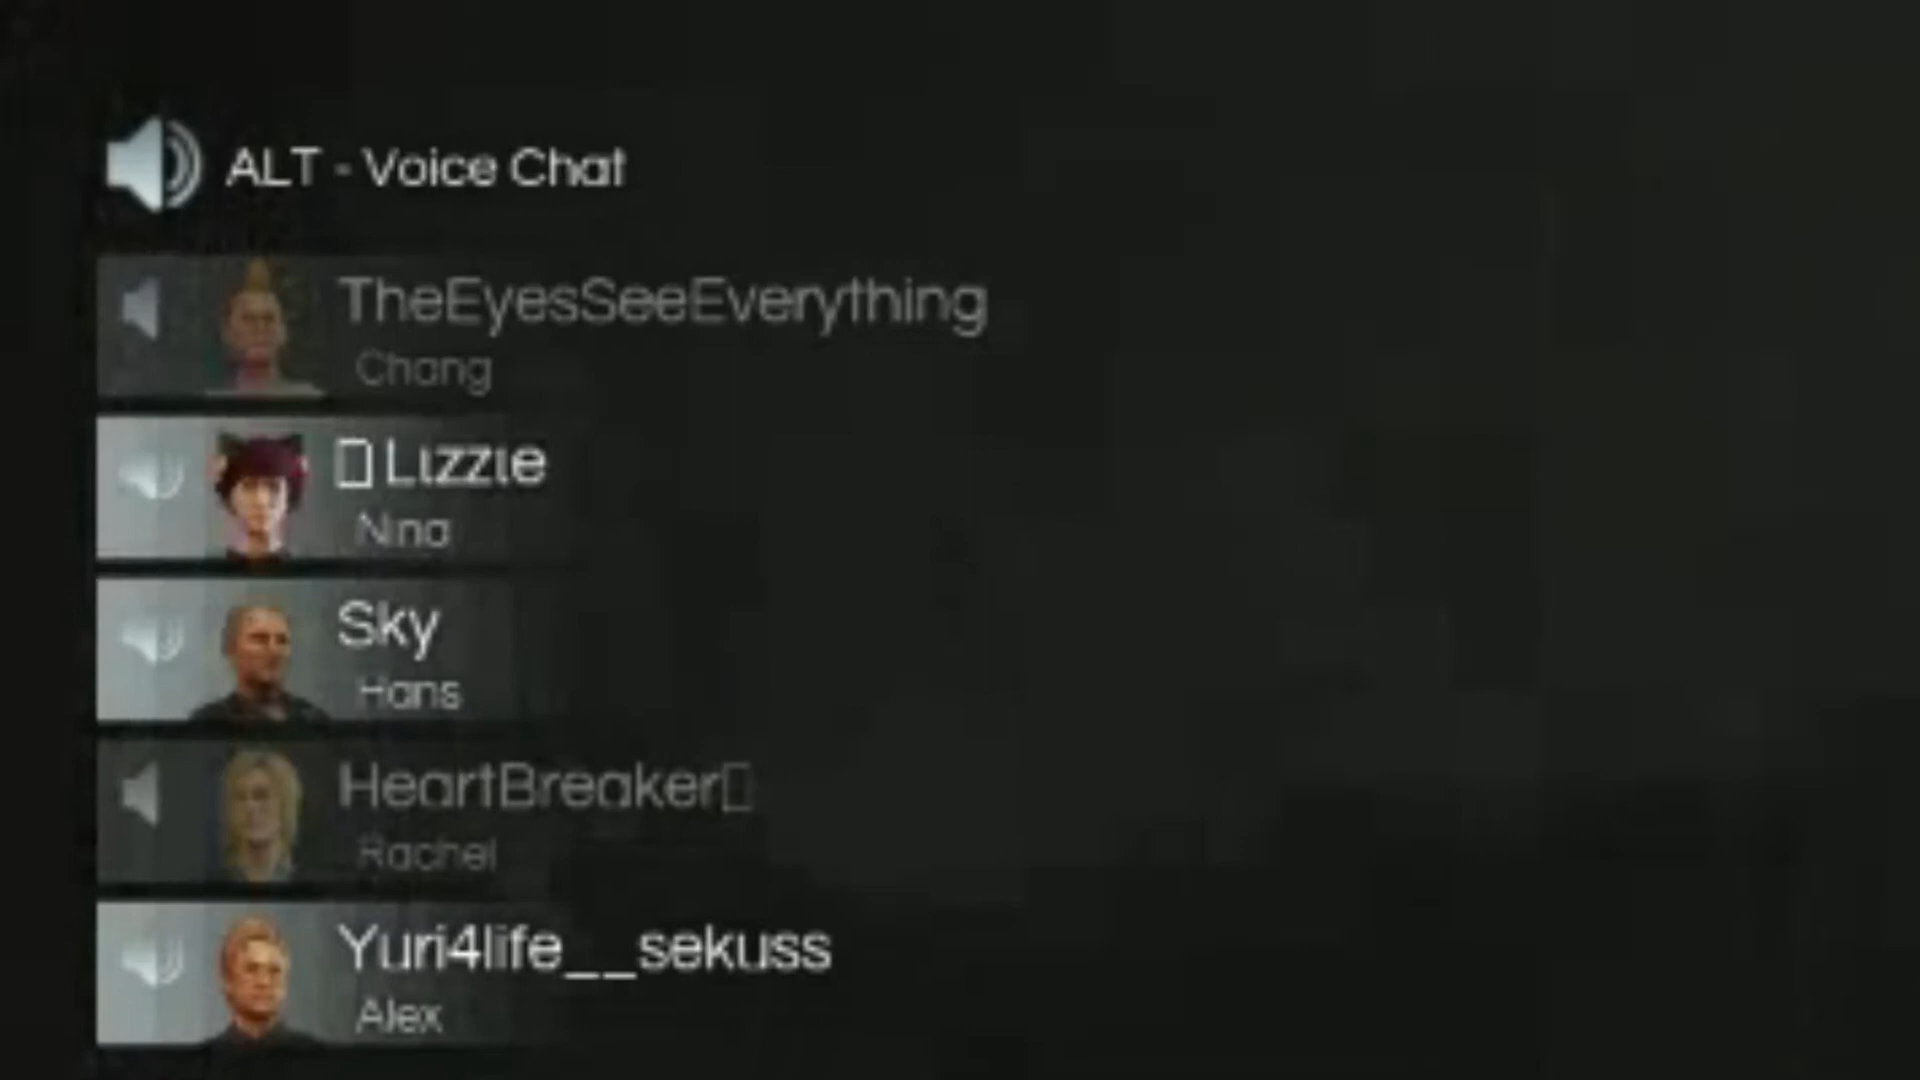 ALT - Voice Chat
TheEyesSeeEverything
Chang
▯ Lizzie
Nina
Sky
Hans
HeartBreaker▯
Rachel
Yuri4life__sekuss
Alex